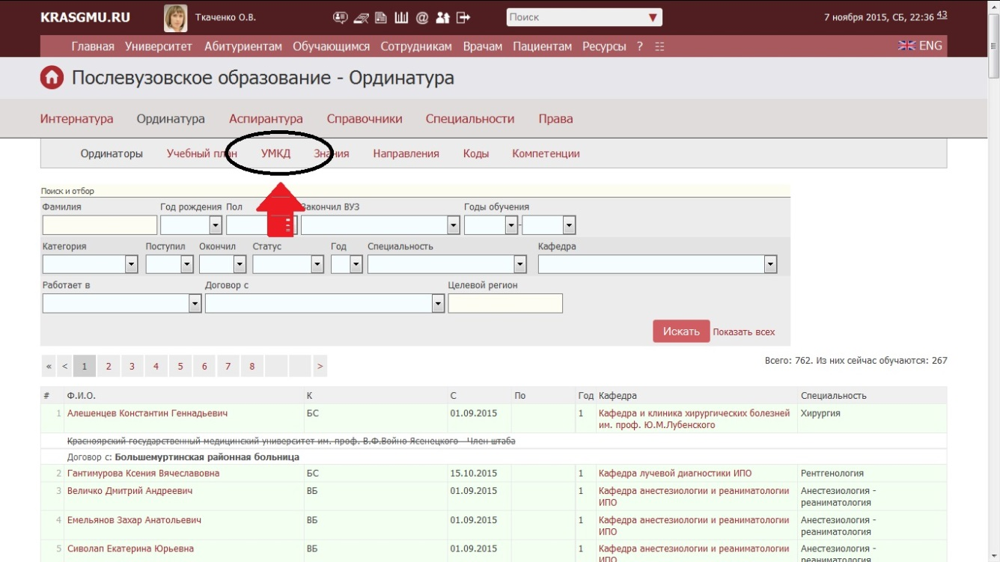 KRASGMU.RU Ткаченко О.В. Поиск 7 ноября 2015, СБ, 22:36 43
Главная Университет Абитуриентам Обучающимся Сотрудникам Врачам Пациентам Ресурсы ? ENG
Послевузовское образование - Ординатура
Интернатура Ординатура Аспирантура Справочники Специальности Права
Ординаторы Учебный план УМКД Знания Направления Коды Компетенции
Поиск и отбор
Фамилия Год рождения Пол Закончил ВУЗ Годы обучения
-
Категория Поступил Окончил Статус Год Специальность Кафедра
Работает в Договор с Целевой регион
Искать Показать всех
« < 1 2 3 4 5 6 7 8 > Всего: 762. Из них сейчас обучаются: 267
# Ф.И.О. К С По Год Кафедра Специальность
1 Алешенцев Константин Геннадьевич БС 01.09.2015 1 Кафедра и клиника хирургических болезней Хирургия
им. проф. Ю.М.Лубенского
Красноярский государственный медицинский университет им. проф. В.Ф.Войно-Ясенецкого - Член штаба
Договор с: Большемуртинская районная больница
2 Гантимурова Ксения Вячеславовна БС 15.10.2015 1 Кафедра лучевой диагностики ИПО Рентгенология
3 Величко Дмитрий Андреевич ВБ 01.09.2015 1 Кафедра анестезиологии и реаниматологии Анестезиология -
ИПО реаниматология
4 Емельянов Захар Анатольевич ВБ 01.09.2015 1 Кафедра анестезиологии и реаниматологии Анестезиология -
ИПО реаниматология
5 Сиволап Екатерина Юрьевна ВБ 01.09.2015 1 Кафедра анестезиологии и реаниматологии Анестезиология -
ИПО реаниматология